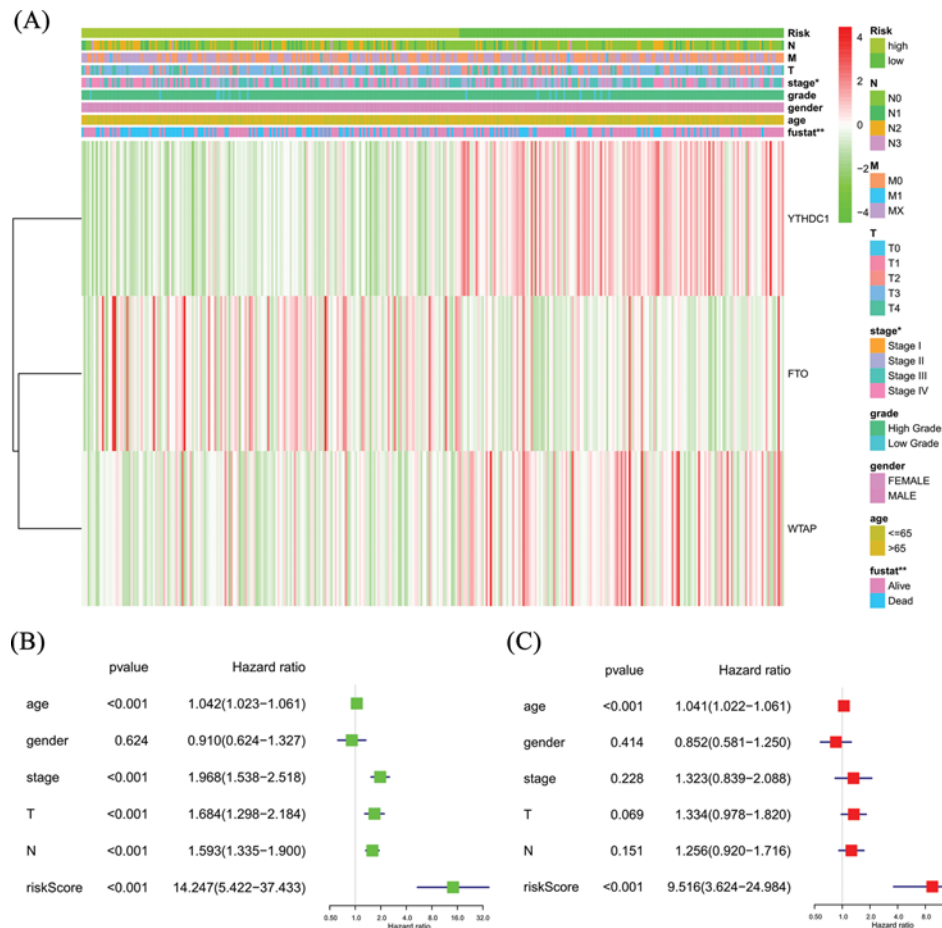 (A)
Risk
N
M
T
stage*
grade
gender
age
fustat**
YTHDC1
FTO
WTAP
4
2
0
−2
−4
Risk
high
low
N
N0
N1
N2
N3
M
M0
M1
MX
T
T0
T1
T2
T3
T4
stage*
Stage I
Stage II
Stage III
Stage IV
grade
High Grade
Low Grade
gender
FEMALE
MALE
age
<=65
>65
fustat**
Alive
Dead
(B)
pvalue Hazard ratio
age <0.001 1.042(1.023−1.061)
gender 0.624 0.910(0.624−1.327)
stage <0.001 1.968(1.538−2.518)
T <0.001 1.684(1.298−2.184)
N <0.001 1.593(1.335−1.900)
riskScore <0.001 14.247(5.422−37.433)
0.50 1.0 2.0 4.0 8.0 16.0 32.0
Hazard ratio
(C)
pvalue Hazard ratio
age <0.001 1.041(1.022−1.061)
gender 0.414 0.852(0.581−1.250)
stage 0.228 1.323(0.839−2.088)
T 0.069 1.334(0.978−1.820)
N 0.151 1.256(0.920−1.716)
riskScore <0.001 9.516(3.624−24.984)
0.50 1.0 2.0 4.0 8.0
Hazard ratio